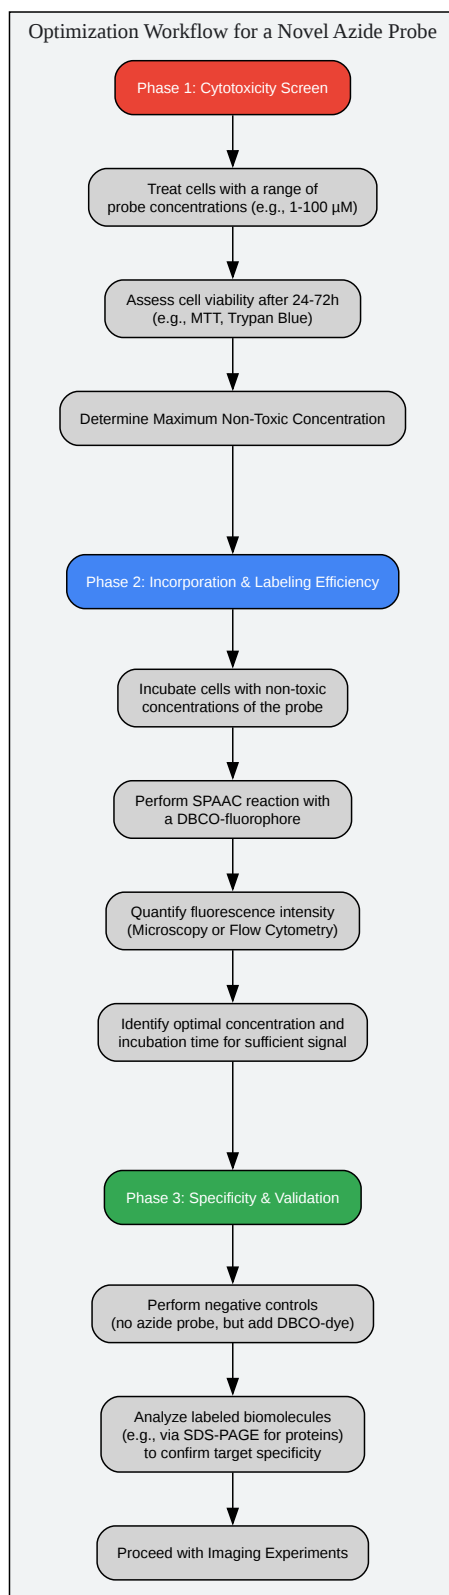 Optimization Workflow for a Novel Azide Probe
Phase 1: Cytotoxicity Screen
Treat cells with a range of
probe concentrations (e.g., 1-100 µM)
Assess cell viability after 24-72h
(e.g., MTT, Trypan Blue)
Determine Maximum Non-Toxic Concentration
Phase 2: Incorporation & Labeling Efficiency
Incubate cells with non-toxic
concentrations of the probe
Perform SPAAC reaction with
a DBCO-fluorophore
Quantify fluorescence intensity
(Microscopy or Flow Cytometry)
Identify optimal concentration and
incubation time for sufficient signal
Phase 3: Specificity & Validation
Perform negative controls
(no azide probe, but add DBCO-dye)
Analyze labeled biomolecules
(e.g., via SDS-PAGE for proteins)
to confirm target specificity
Proceed with Imaging Experiments